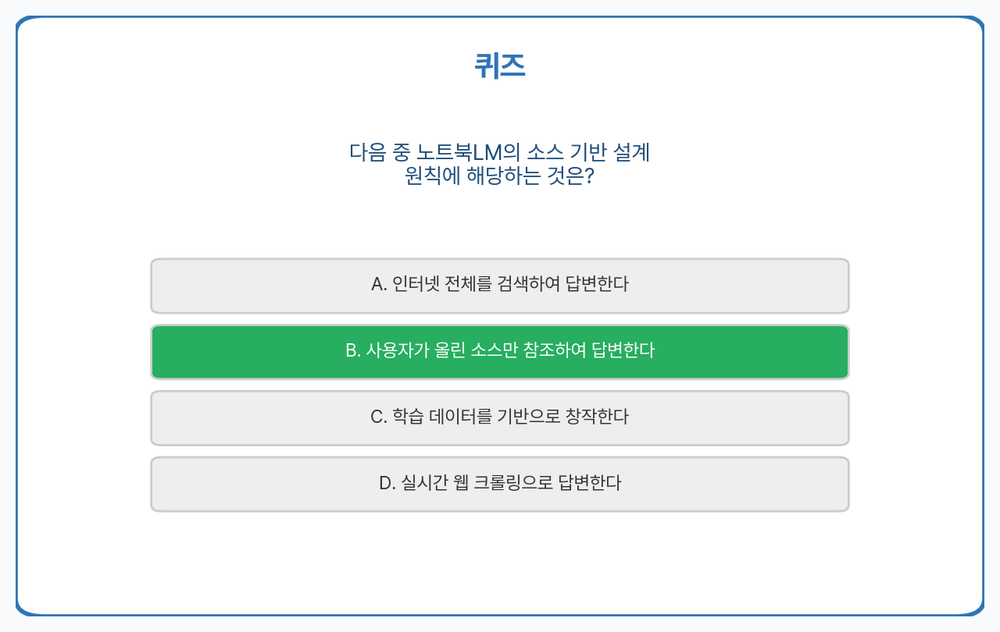 퀴즈
다음 중 노트북LM의 소스 기반 설계
원칙에 해당하는 것은?
A. 인터넷 전체를 검색하여 답변한다
B. 사용자가 올린 소스만 참조하여 답변한다
C. 학습 데이터를 기반으로 창작한다
D. 실시간 웹 크롤링으로 답변한다